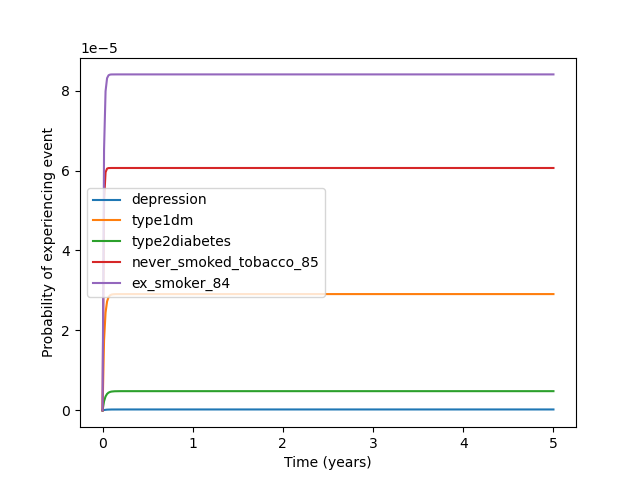 1e−5
8
6
4
2
0
Probability of experiencing event
depression
type1dm
type2diabetes
never_smoked_tobacco_85
ex_smoker_84
0 1 2 3 4 5
Time (years)